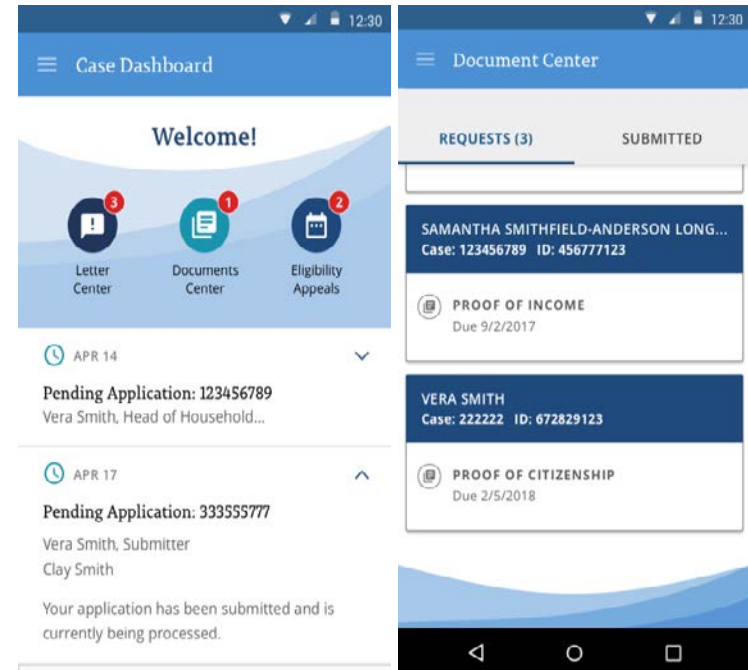 12:30
Case Dashboard
Welcome!
3
1
2
Letter
Center
Documents
Center
Eligibility
Appeals
APR 14
Pending Application: 123456789
Vera Smith, Head of Household...
APR 17
Pending Application: 333555777
Vera Smith, Submitter
Clay Smith
Your application has been submitted and is
currently being processed.
12:30
Document Center
REQUESTS (3)
SUBMITTED
SAMANTHA SMITHFIELD-ANDERSON LONG...
Case: 123456789 ID: 456777123
PROOF OF INCOME
Due 9/2/2017
VERA SMITH
Case: 222222 ID: 672829123
PROOF OF CITIZENSHIP
Due 2/5/2018